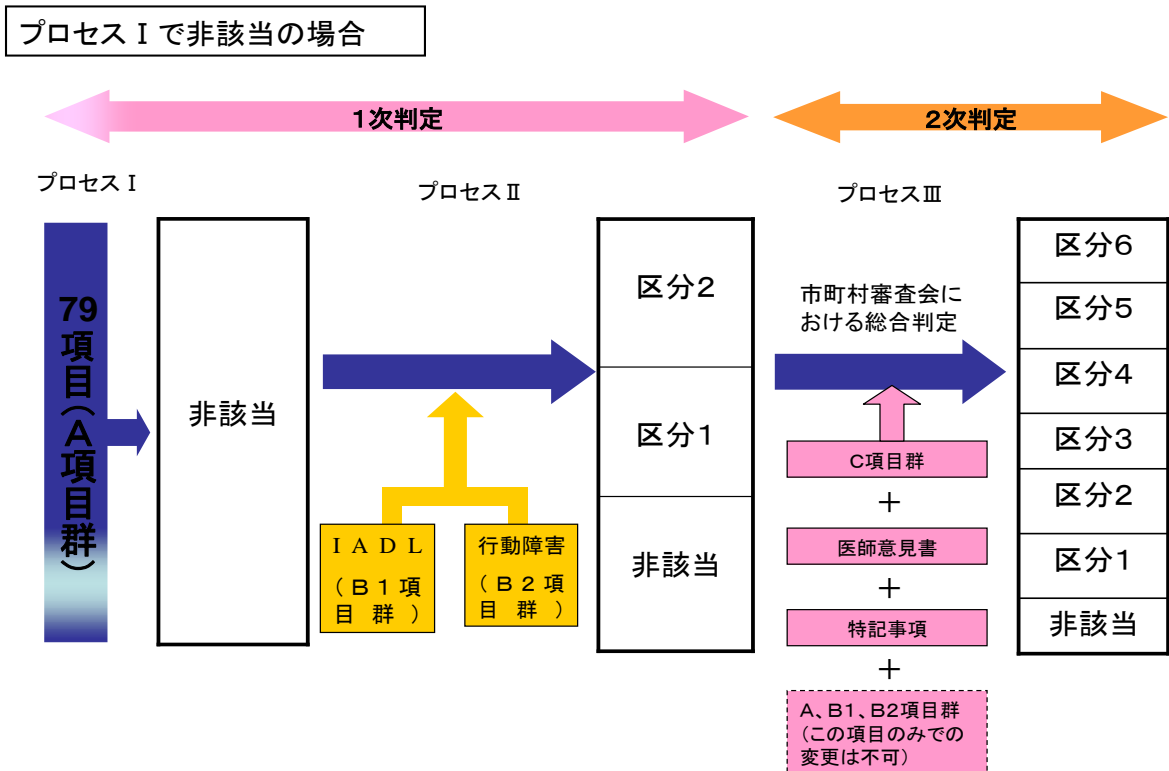 プロセスⅠで非該当の場合
1次判定
2次判定
プロセスⅠ
プロセスⅡ
プロセスⅢ
79項目(A項目群)
非該当
IADL
(B1項
目群)
行動障害
(B2項
目群)
区分2
区分1
非該当
市町村審査会に
おける総合判定
C項目群
+
医師意見書
+
特記事項
+
A、B1、B2項目群
(この項目のみでの
変更は不可)
区分6
区分5
区分4
区分3
区分2
区分1
非該当